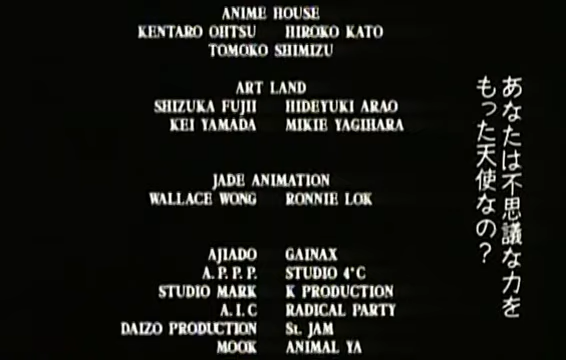 ANIME HOUSE
KENTARO OHTSU HIROKO KATO
TOMOKO SHIMIZU
ART LAND
SHIZUKA FUJII HIDEYUKI ARAO
KEI YAMADA MIKIE YAGIHARA
JADE ANIMATION
WALLACE WONG RONNIE LOK
AJIADO GAINAX
A.P.P.P. STUDIO 4°C
STUDIO MARK K PRODUCTION
A.I.C RADICAL PARTY
DAIZO PRODUCTION St. JAM
MOOK ANIMAL YA
あなたは不思議な力を
もった天使なの？